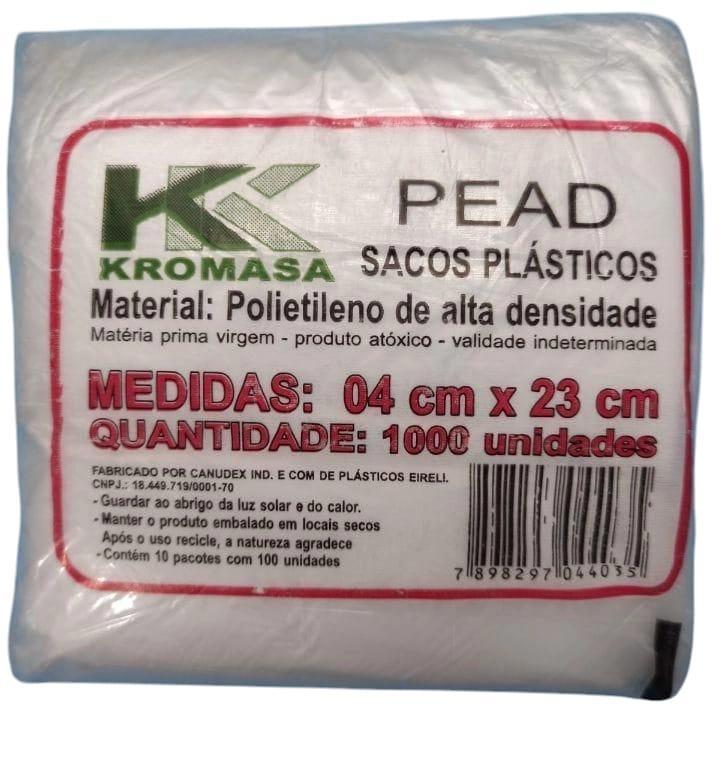 KROMASA
PEAD
SACOS PLÁSTICOS
Material: Polietileno de alta densidade
Matéria prima virgem - produto atóxico - validade indeterminada
MEDIDAS: 04 cm x 23 cm
QUANTIDADE: 1000 unidades
FABRICADO POR CANUDEX IND. E COM DE PLÁSTICOS EIRELI.
CNPJ.: 18.449.719/0001-70
- Guardar ao abrigo da luz solar e do calor.
- Manter o produto embalado em locais secos
Após o uso recicle, a natureza agradece
- Contém 10 pacotes com 100 unidades
7 898297 044035